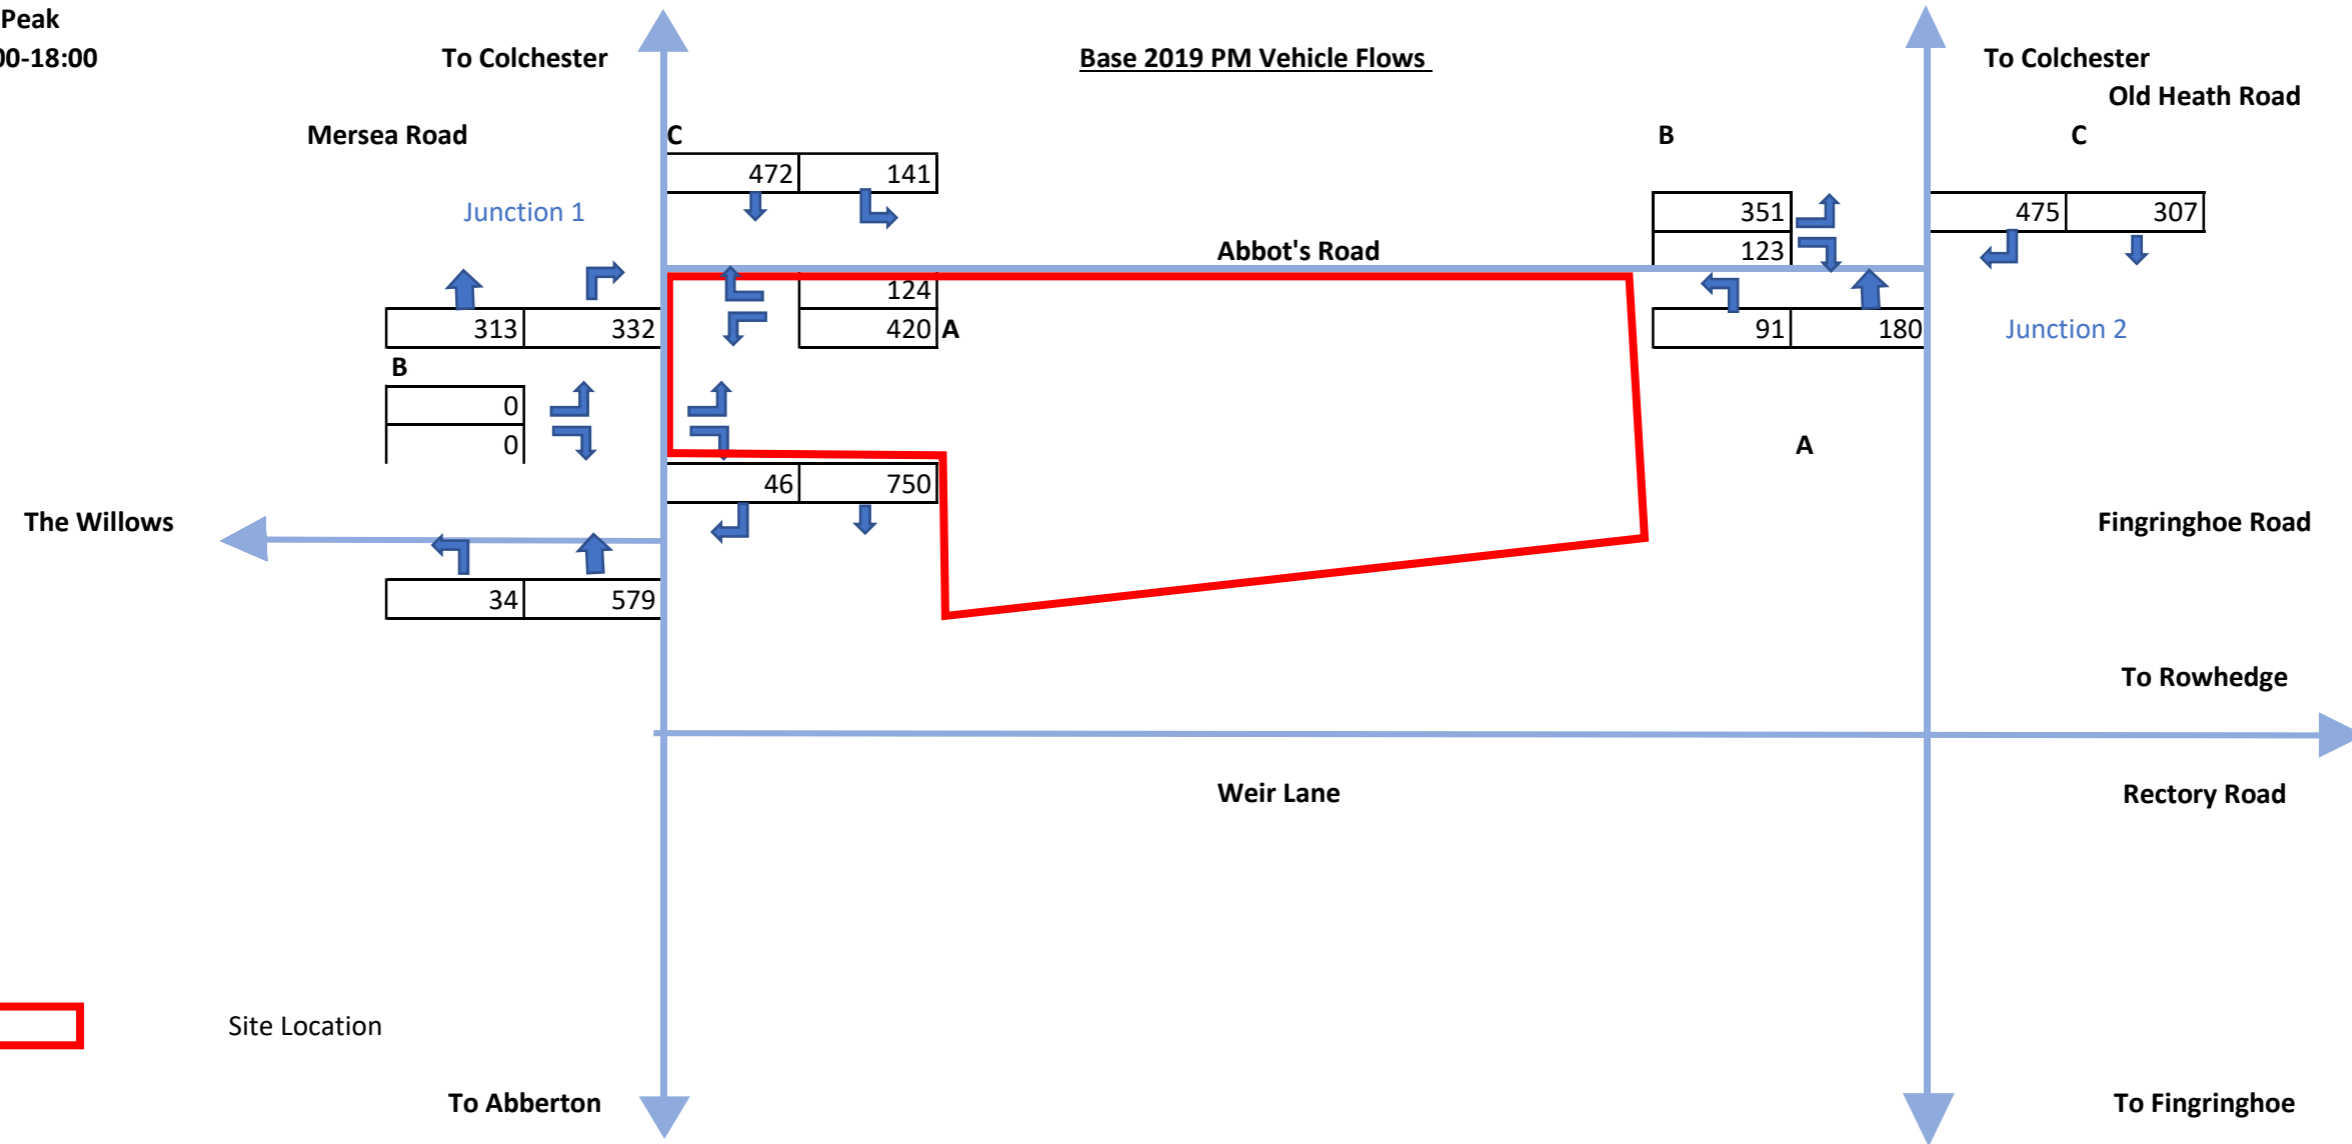 Peak
00-18:00
To Colchester
Base 2019 PM Vehicle Flows
To Colchester
Old Heath Road
Mersea Road
C
B
C
472 141
Junction 1
351
475 307
Abbot's Road
123
124
313 332
420 A
91 180
Junction 2
B
0
0
A
46 750
The Willows
Fingringhoe Road
34 579
To Rowhedge
Weir Lane
Rectory Road
Site Location
To Abberton
To Fingringhoe